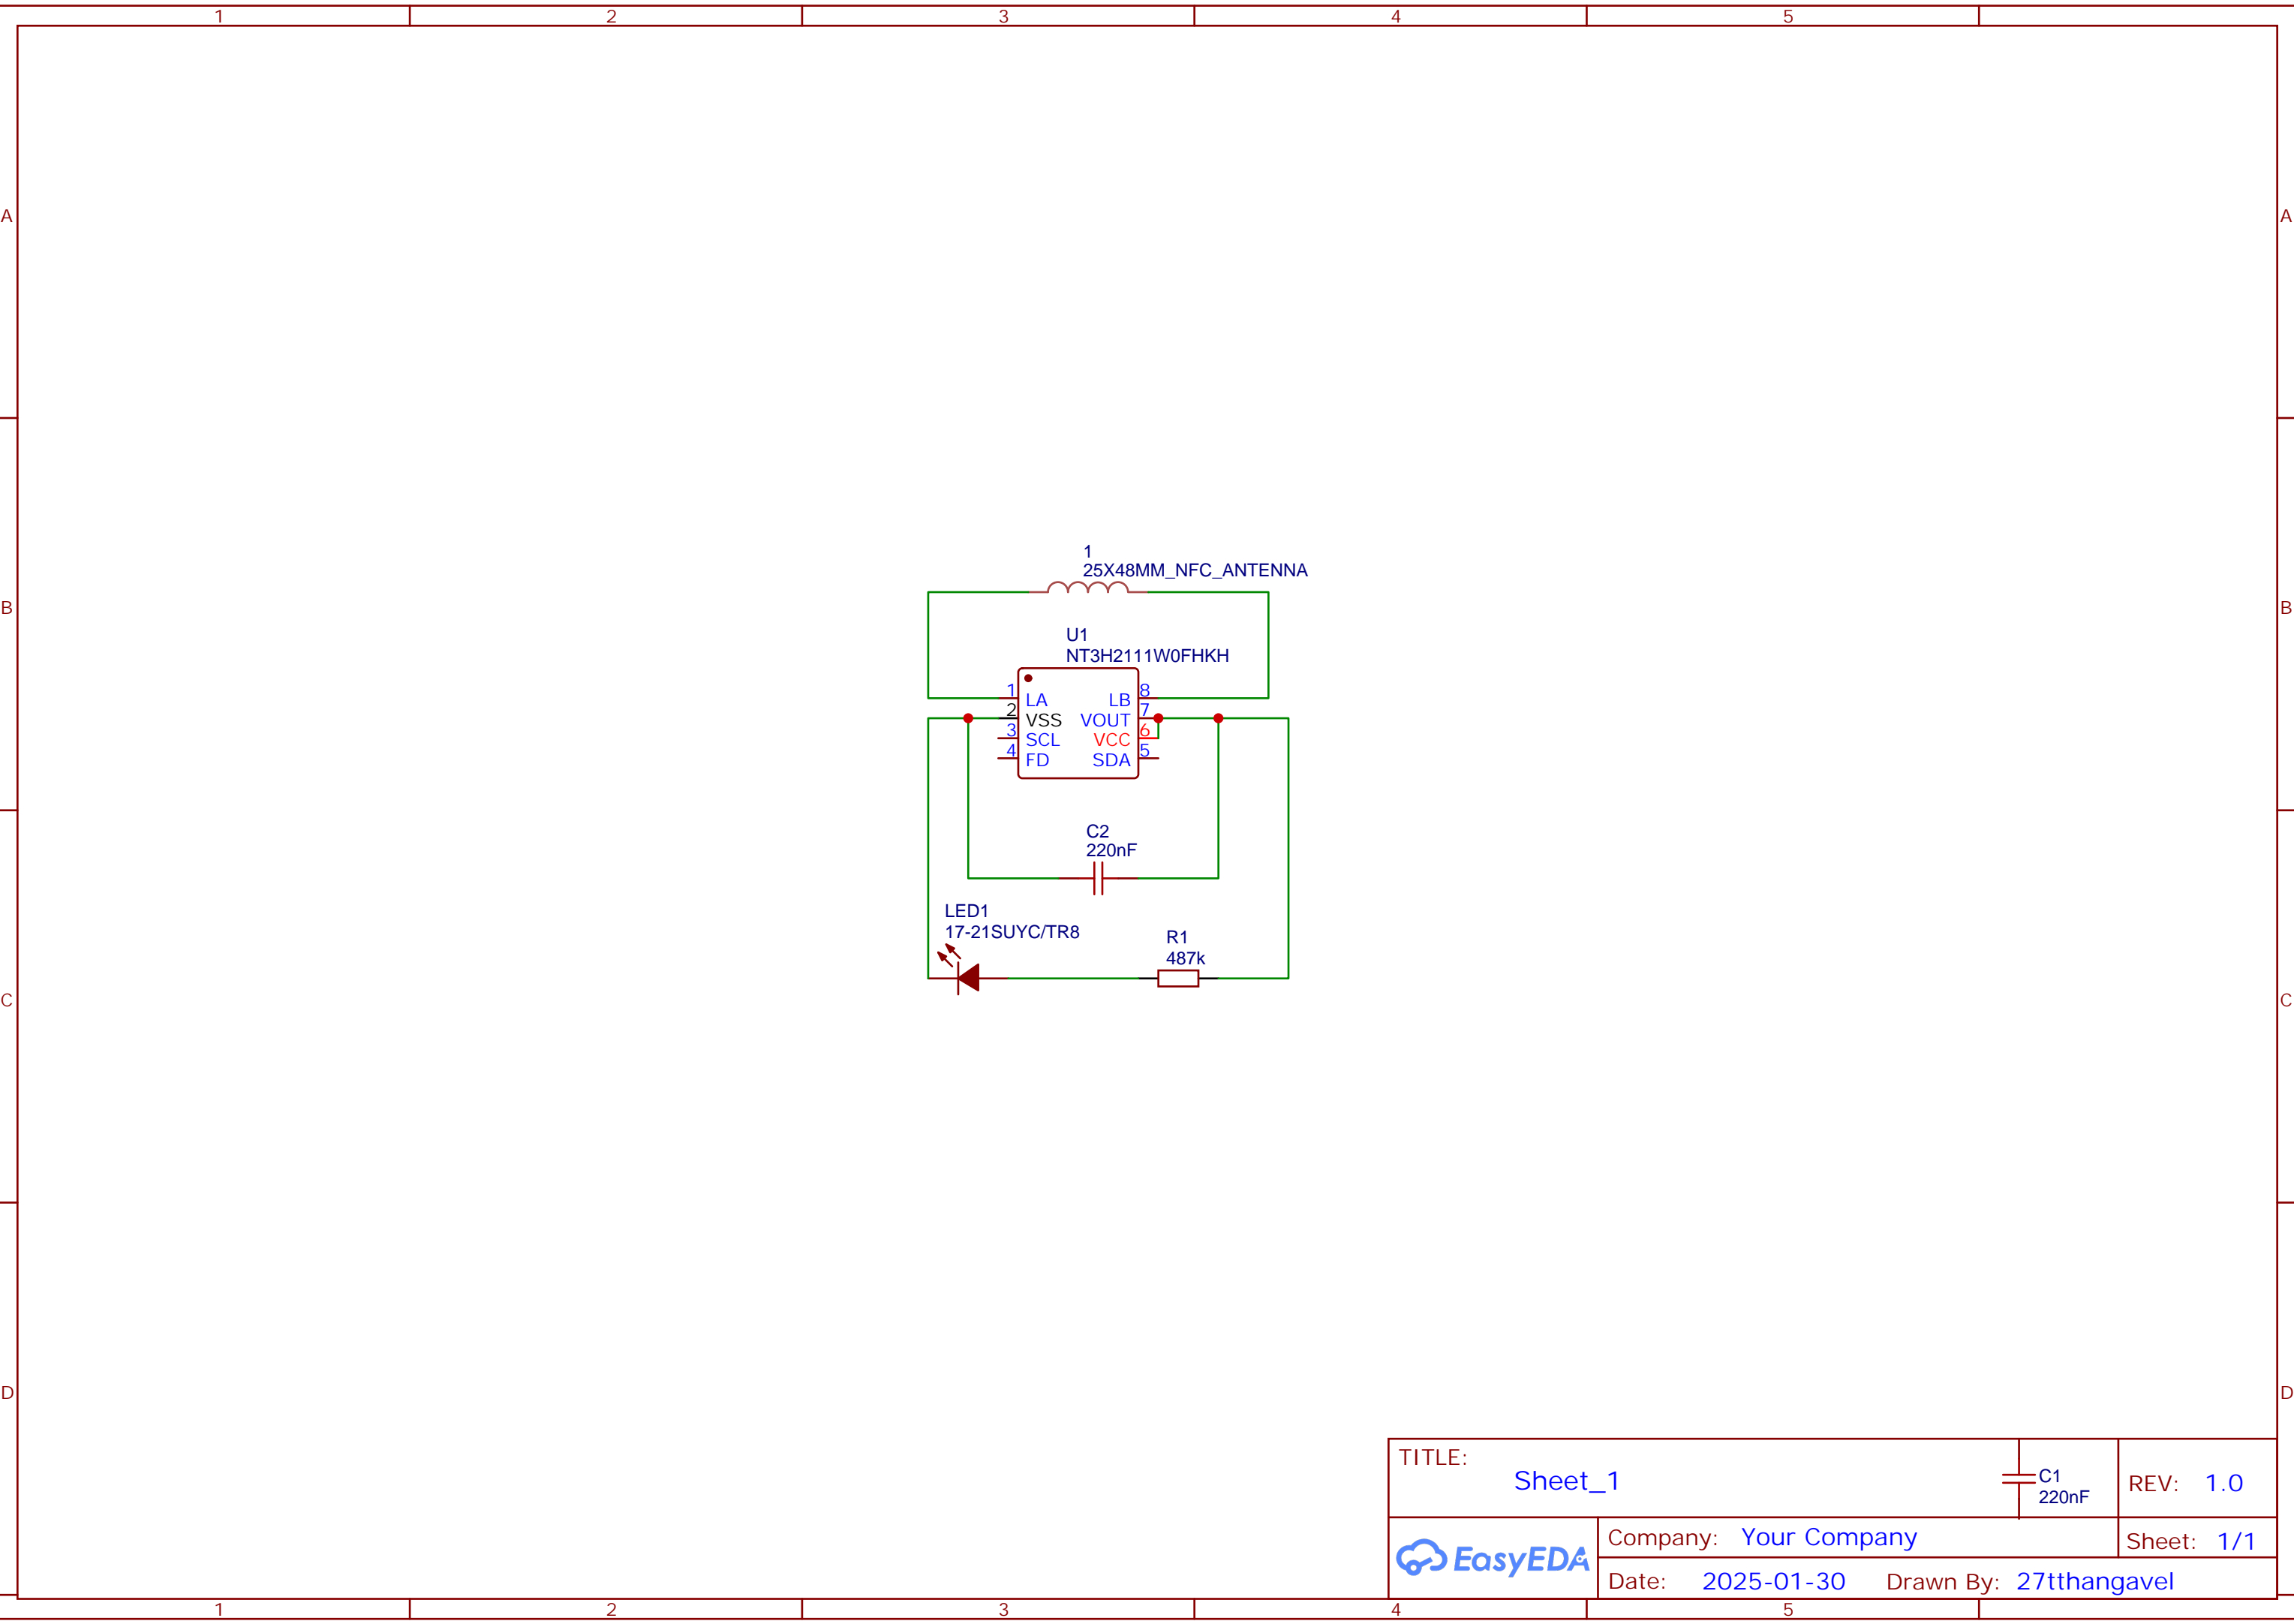 1 2 3 4 5
A A
1
25X48MM_NFC_ANTENNA
B B
U1
NT3H2111W0FHKH
1 LA LB 8
2 VSS VOUT 7
3 SCL VCC 6
4 FD SDA 5
C2
220nF
LED1
17-21SUYC/TR8
R1
487k
C C
D D
TITLE:
Sheet_1
C1
220nF
REV: 1.0
EasyEDA
Company: Your Company
Sheet: 1/1
Date: 2025-01-30 Drawn By: 27tthangavel
1 2 3 4 5